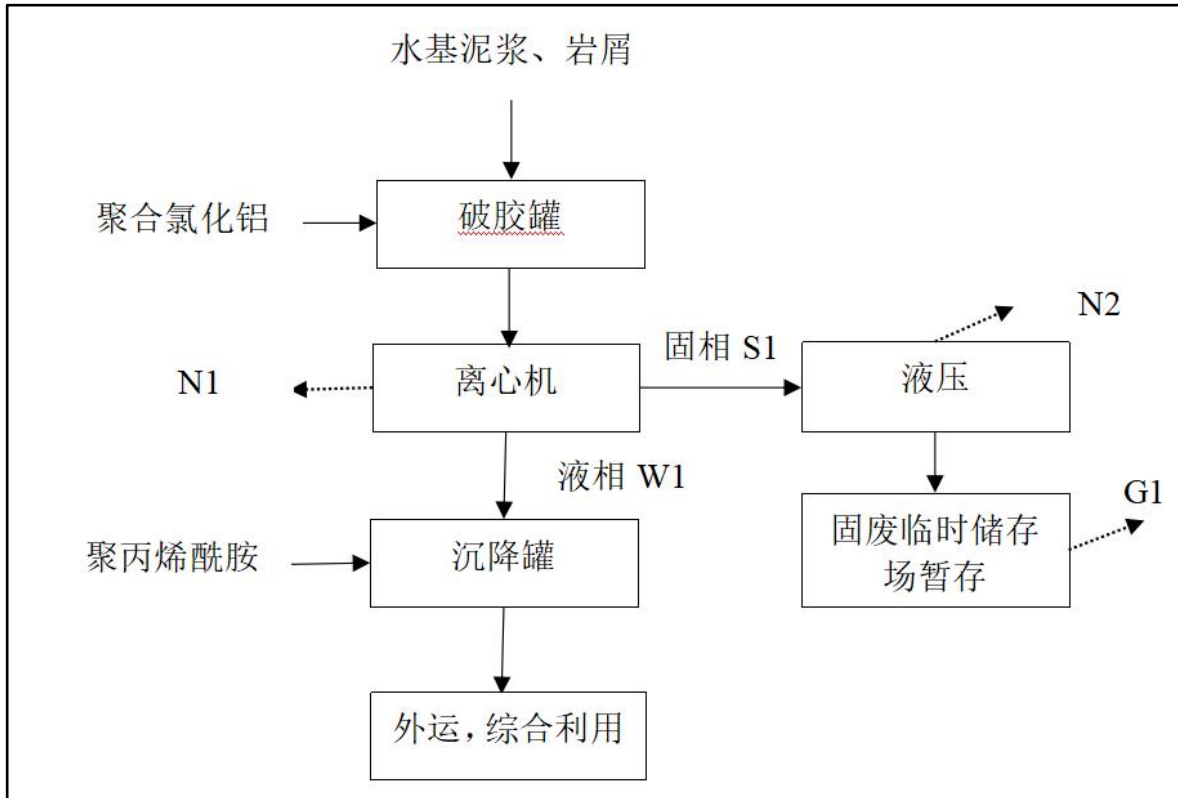 水基泥浆、岩屑
聚合氯化铝
破胶罐
N2
固相 S1
N1
离心机
液压
液相 W1
G1
聚丙烯酰胺
沉降罐
固废临时储存
场暂存
外运，综合利用